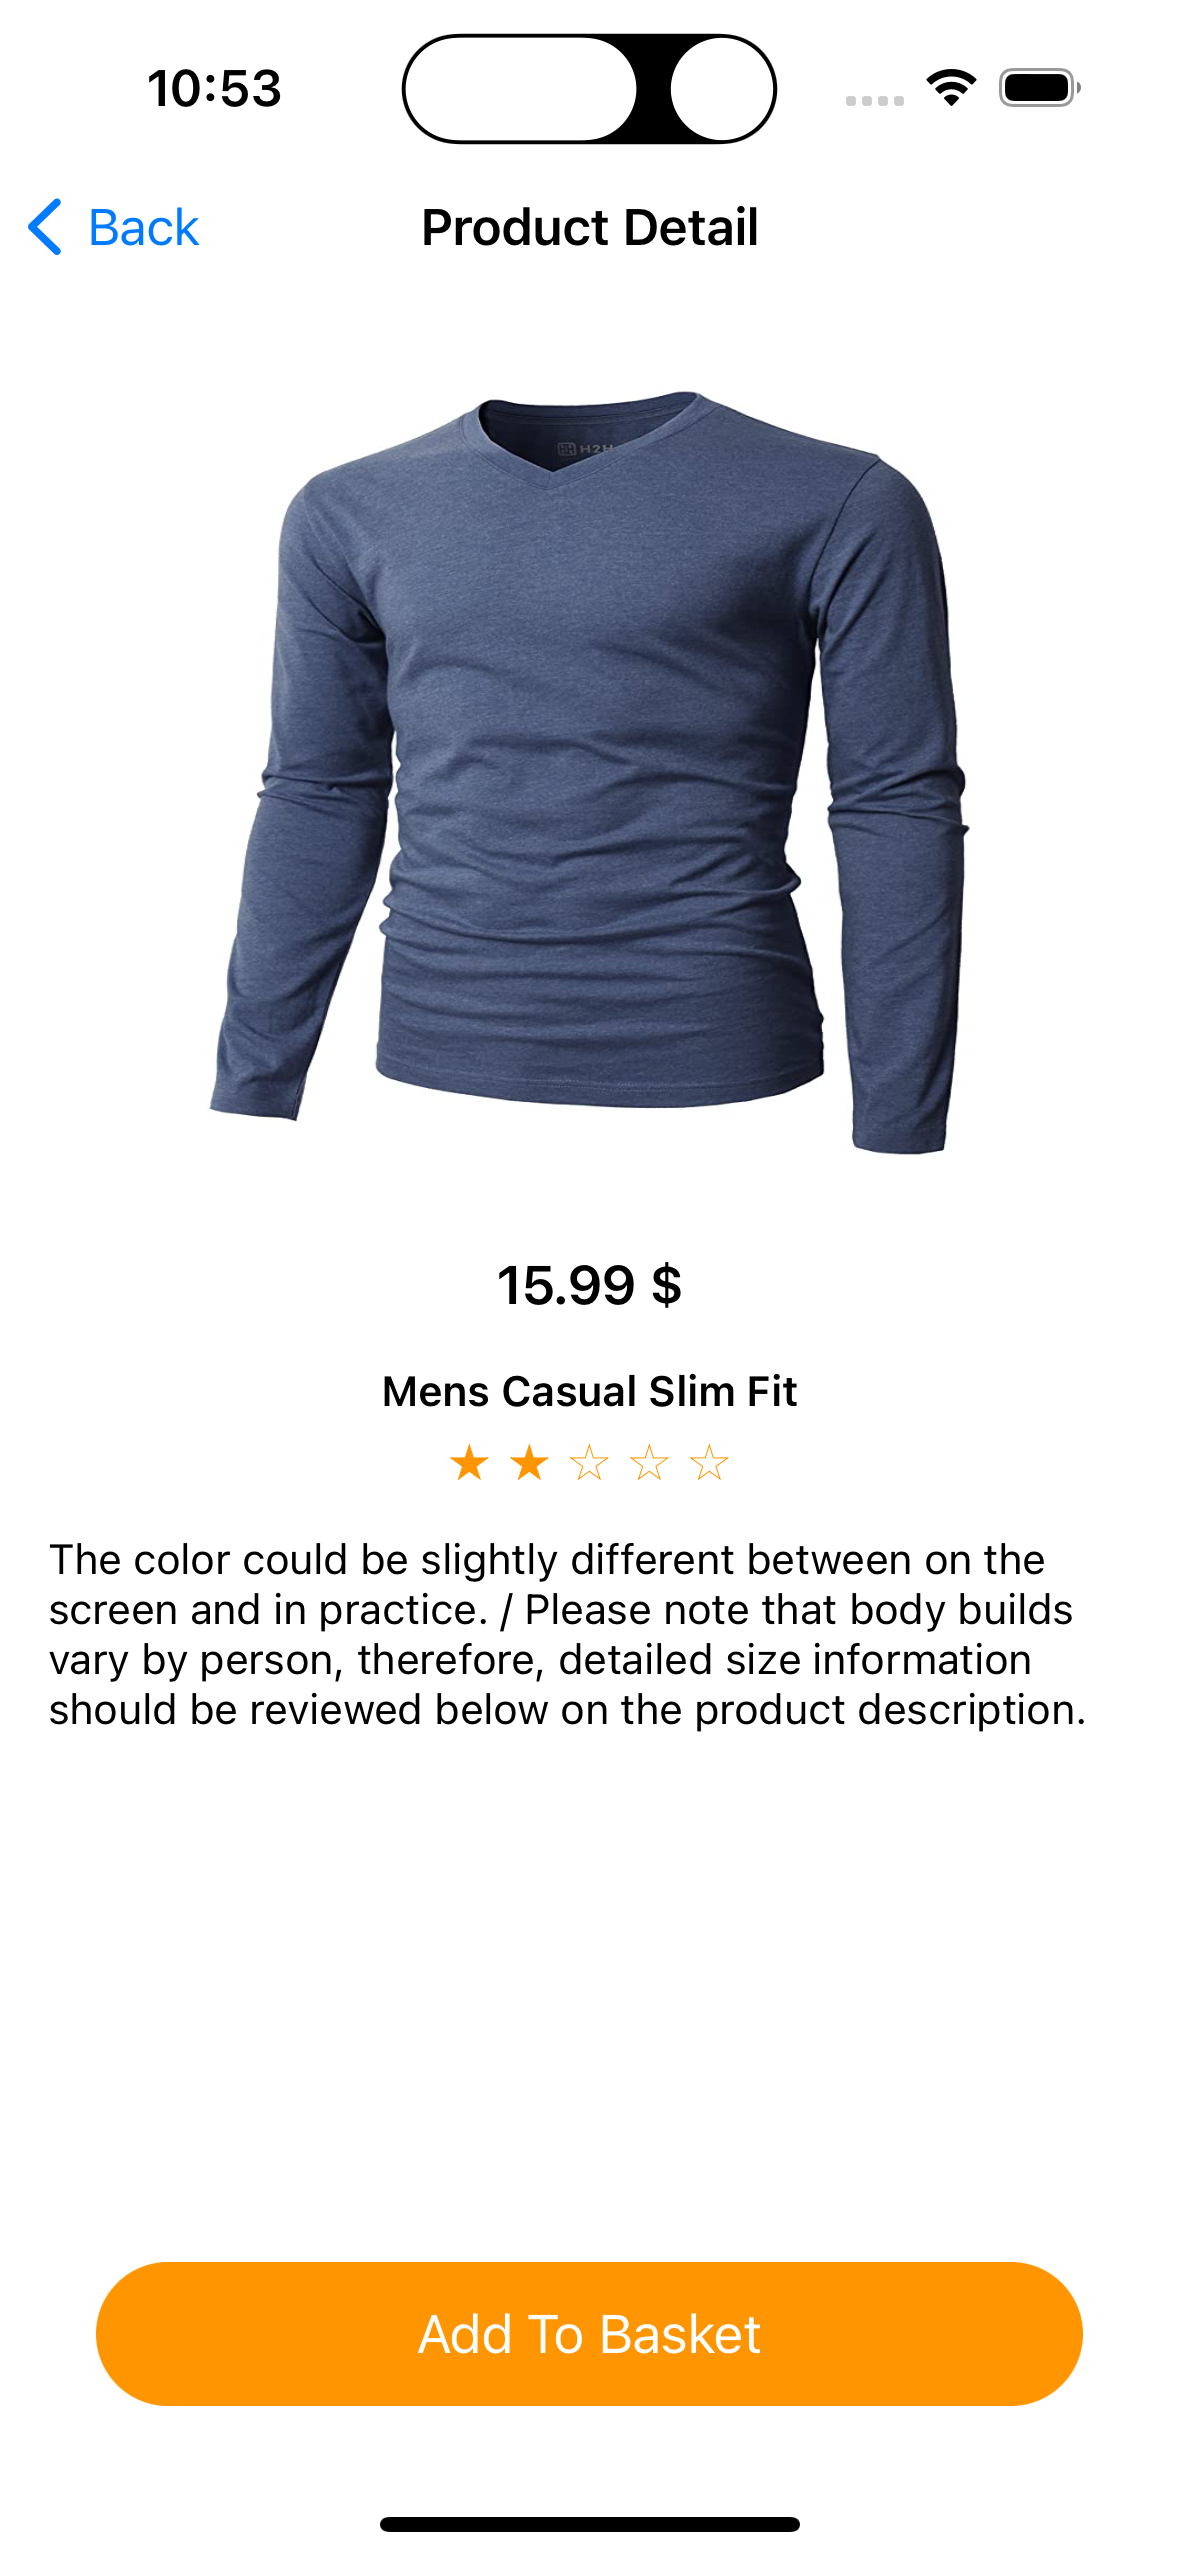 10:53
Back
Product Detail
H2H
15.99 $
Mens Casual Slim Fit
The color could be slightly different between on the
screen and in practice. / Please note that body builds
vary by person, therefore, detailed size information
should be reviewed below on the product description.
Add To Basket